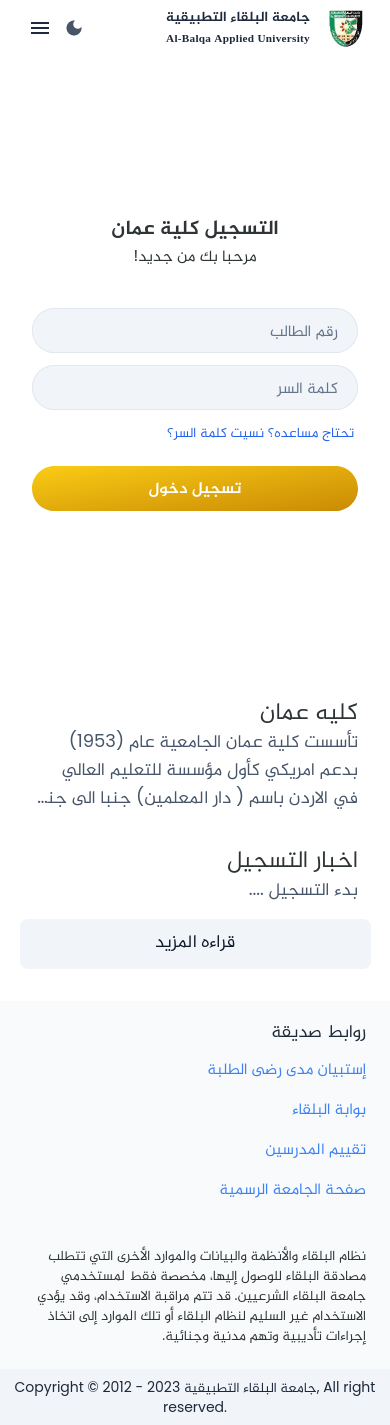 جامعة البلقاء التطبيقية
Al-Balqa Applied University
التسجيل كلية عمان
مرحبا بك من جديد!
رقم الطالب
كلمة السر
تحتاج مساعده؟ نسيت كلمة السر؟
تسجيل دخول
كليه عمان
تأسست كلية عمان الجامعية عام (1953)
بدعم امريكي كأول مؤسسة للتعليم العالي
في الاردن باسم ( دار المعلمين) جنبا الى جنـ...
اخبار التسجيل
بدء التسجيل ....
قراءه المزيد
روابط صديقة
إستبيان مدى رضى الطلبة
بوابة البلقاء
تقييم المدرسين
صفحة الجامعة الرسمية
نظام البلقاء والأنظمة والبيانات والموارد الأخرى التي تتطلب
مصادقة البلقاء للوصول إليها، مخصصة فقط لمستخدمي
جامعة البلقاء الشرعيين. قد تتم مراقبة الاستخدام، وقد يؤدي
الاستخدام غير السليم لنظام البلقاء أو تلك الموارد إلى اتخاذ
إجراءات تأديبية وتهم مدنية وجنائية.
Copyright © 2012 - 2023 جامعة البلقاء التطبيقية, All right
reserved.